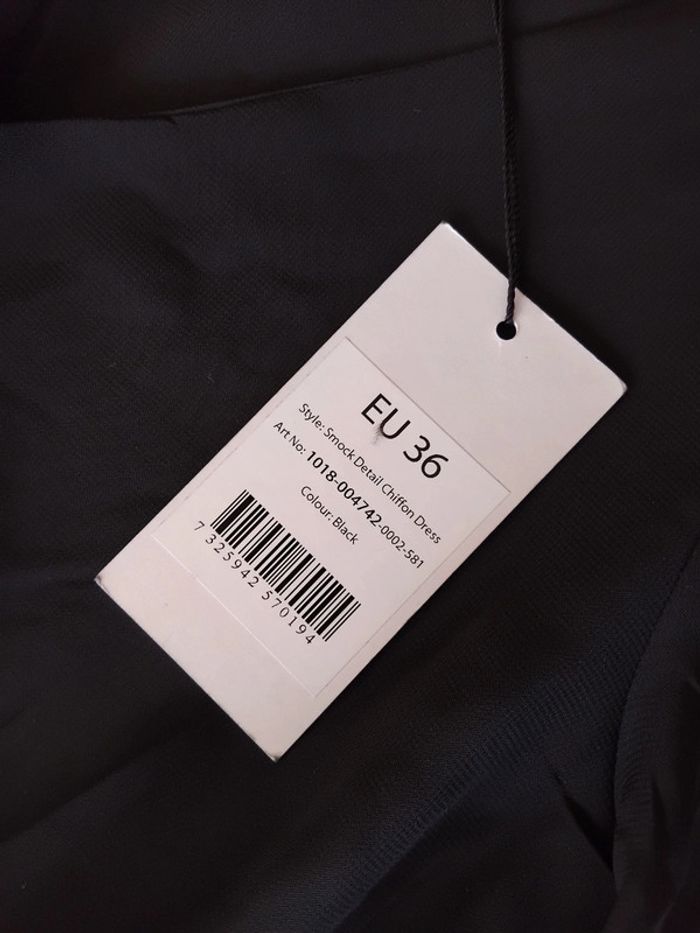 EU 36
Style: Smock Detail Chiffon Dress
Art No: 1018-004742-0002-581
Colour: Black
7 325942 570194